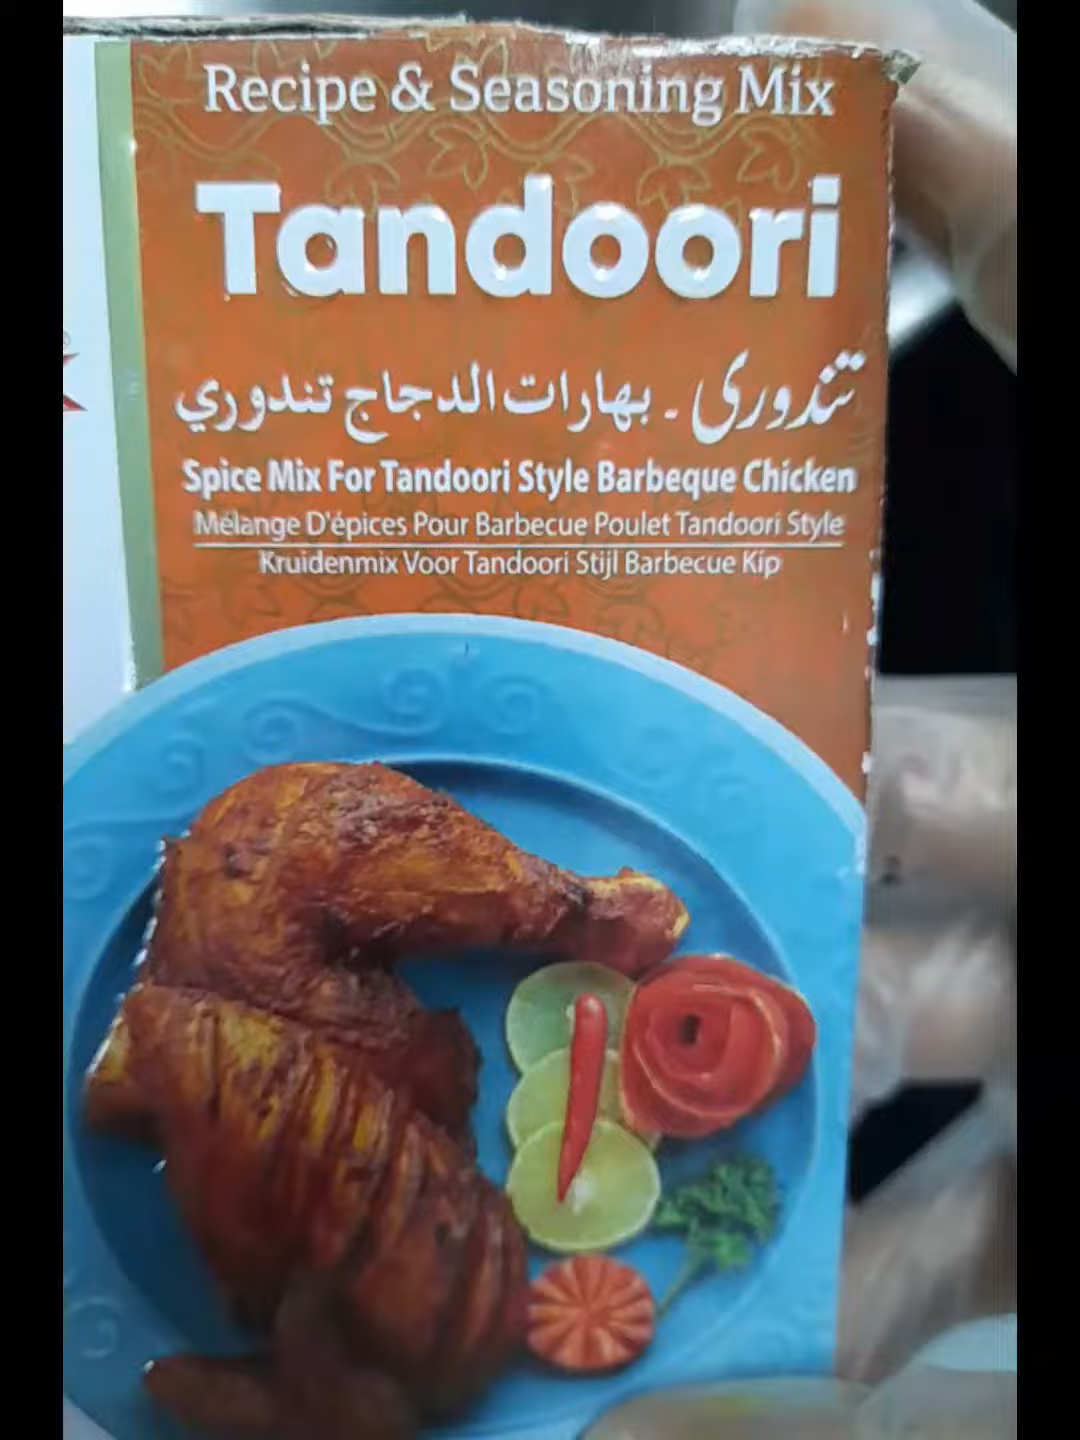 Recipe & Seasoning Mix
Tandoori
تندوری ـ بهارات الدجاج تندوري
Spice Mix For Tandoori Style Barbeque Chicken
Mélange D'épices Pour Barbecue Poulet Tandoori Style
Kruidenmix Voor Tandoori Stijl Barbecue Kip
®